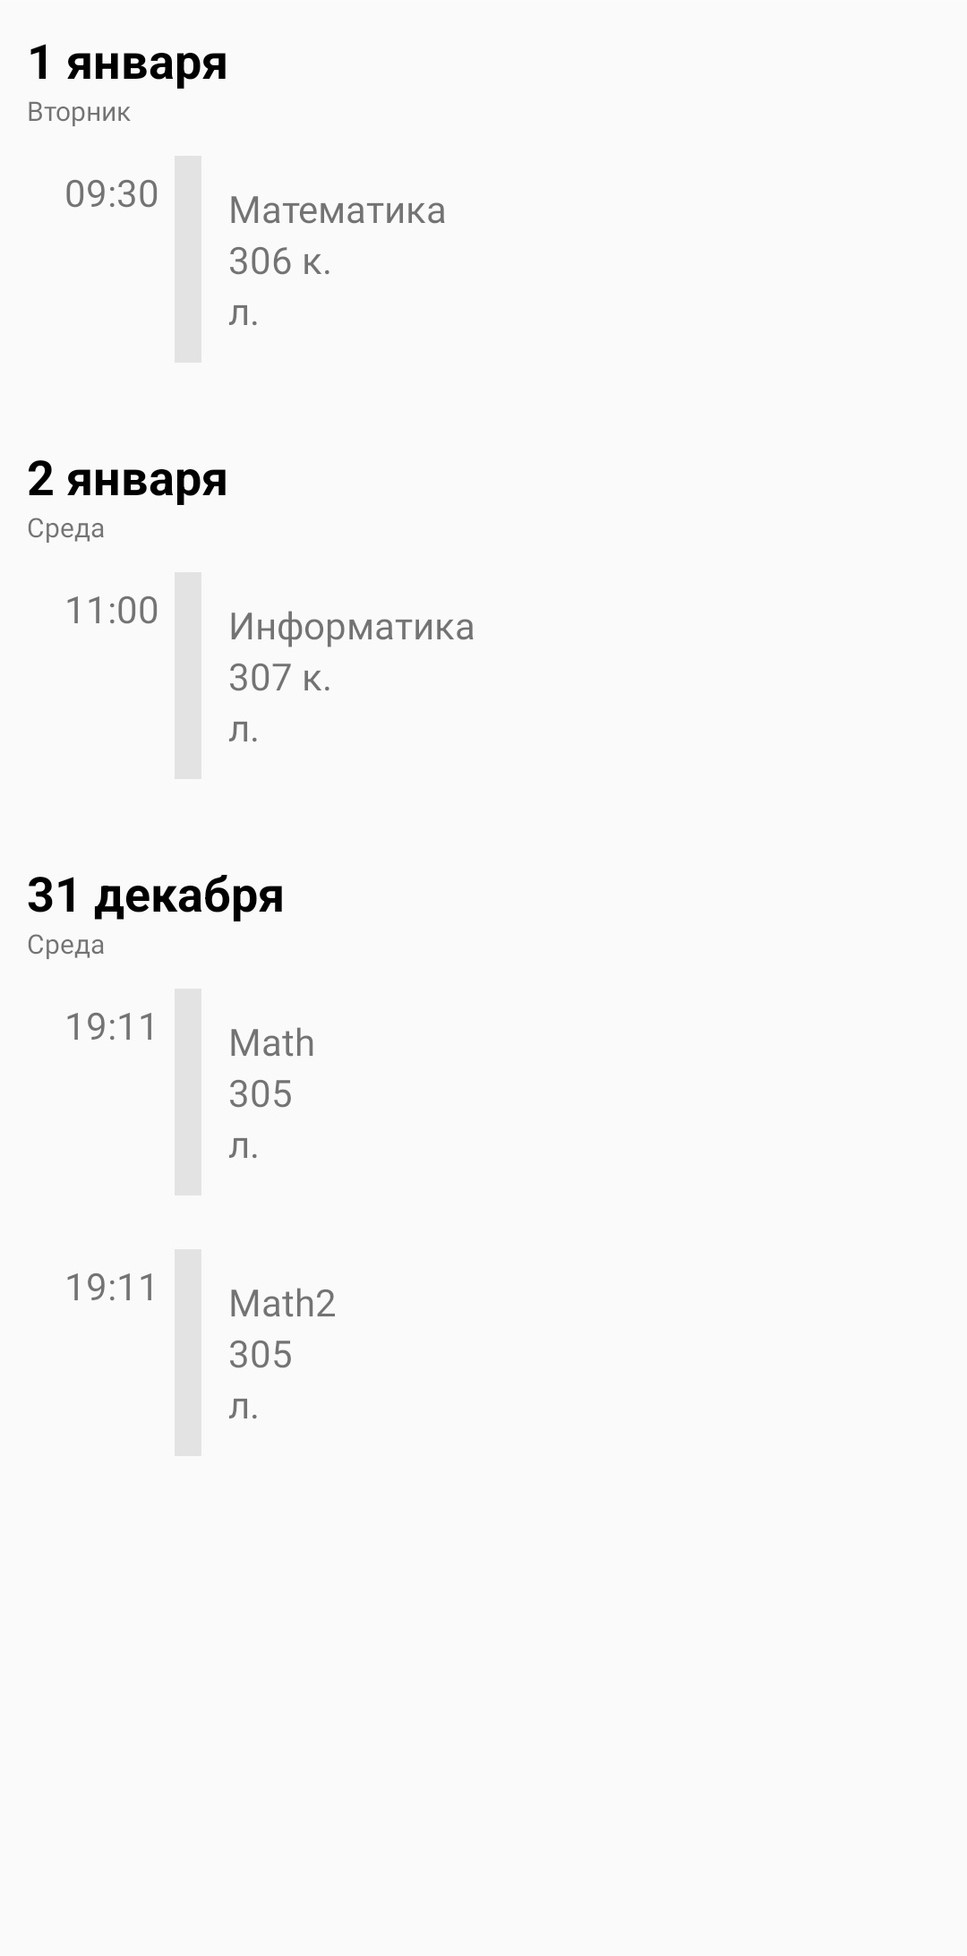 1 января
Вторник
09:30
Математика
306 к.
л.
2 января
Среда
11:00
Информатика
307 к.
л.
31 декабря
Среда
19:11
Math
305
л.
19:11
Math2
305
л.